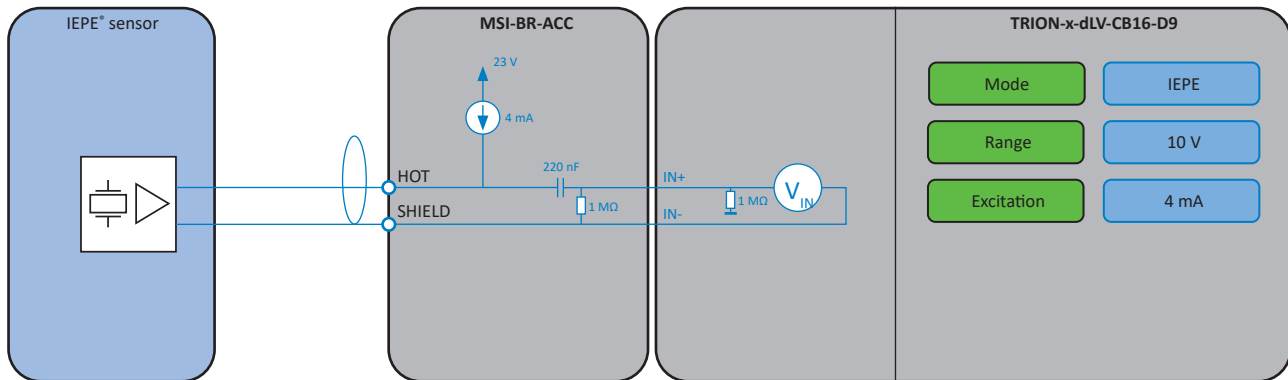 IEPE® sensor
MSI-BR-ACC
TRION-x-dLV-CB16-D9
23 V
4 mA
Mode
IEPE
Range
10 V
Excitation
4 mA
HOT
220 nF
IN+
SHIELD
1 MΩ
IN-
1 MΩ
VIN